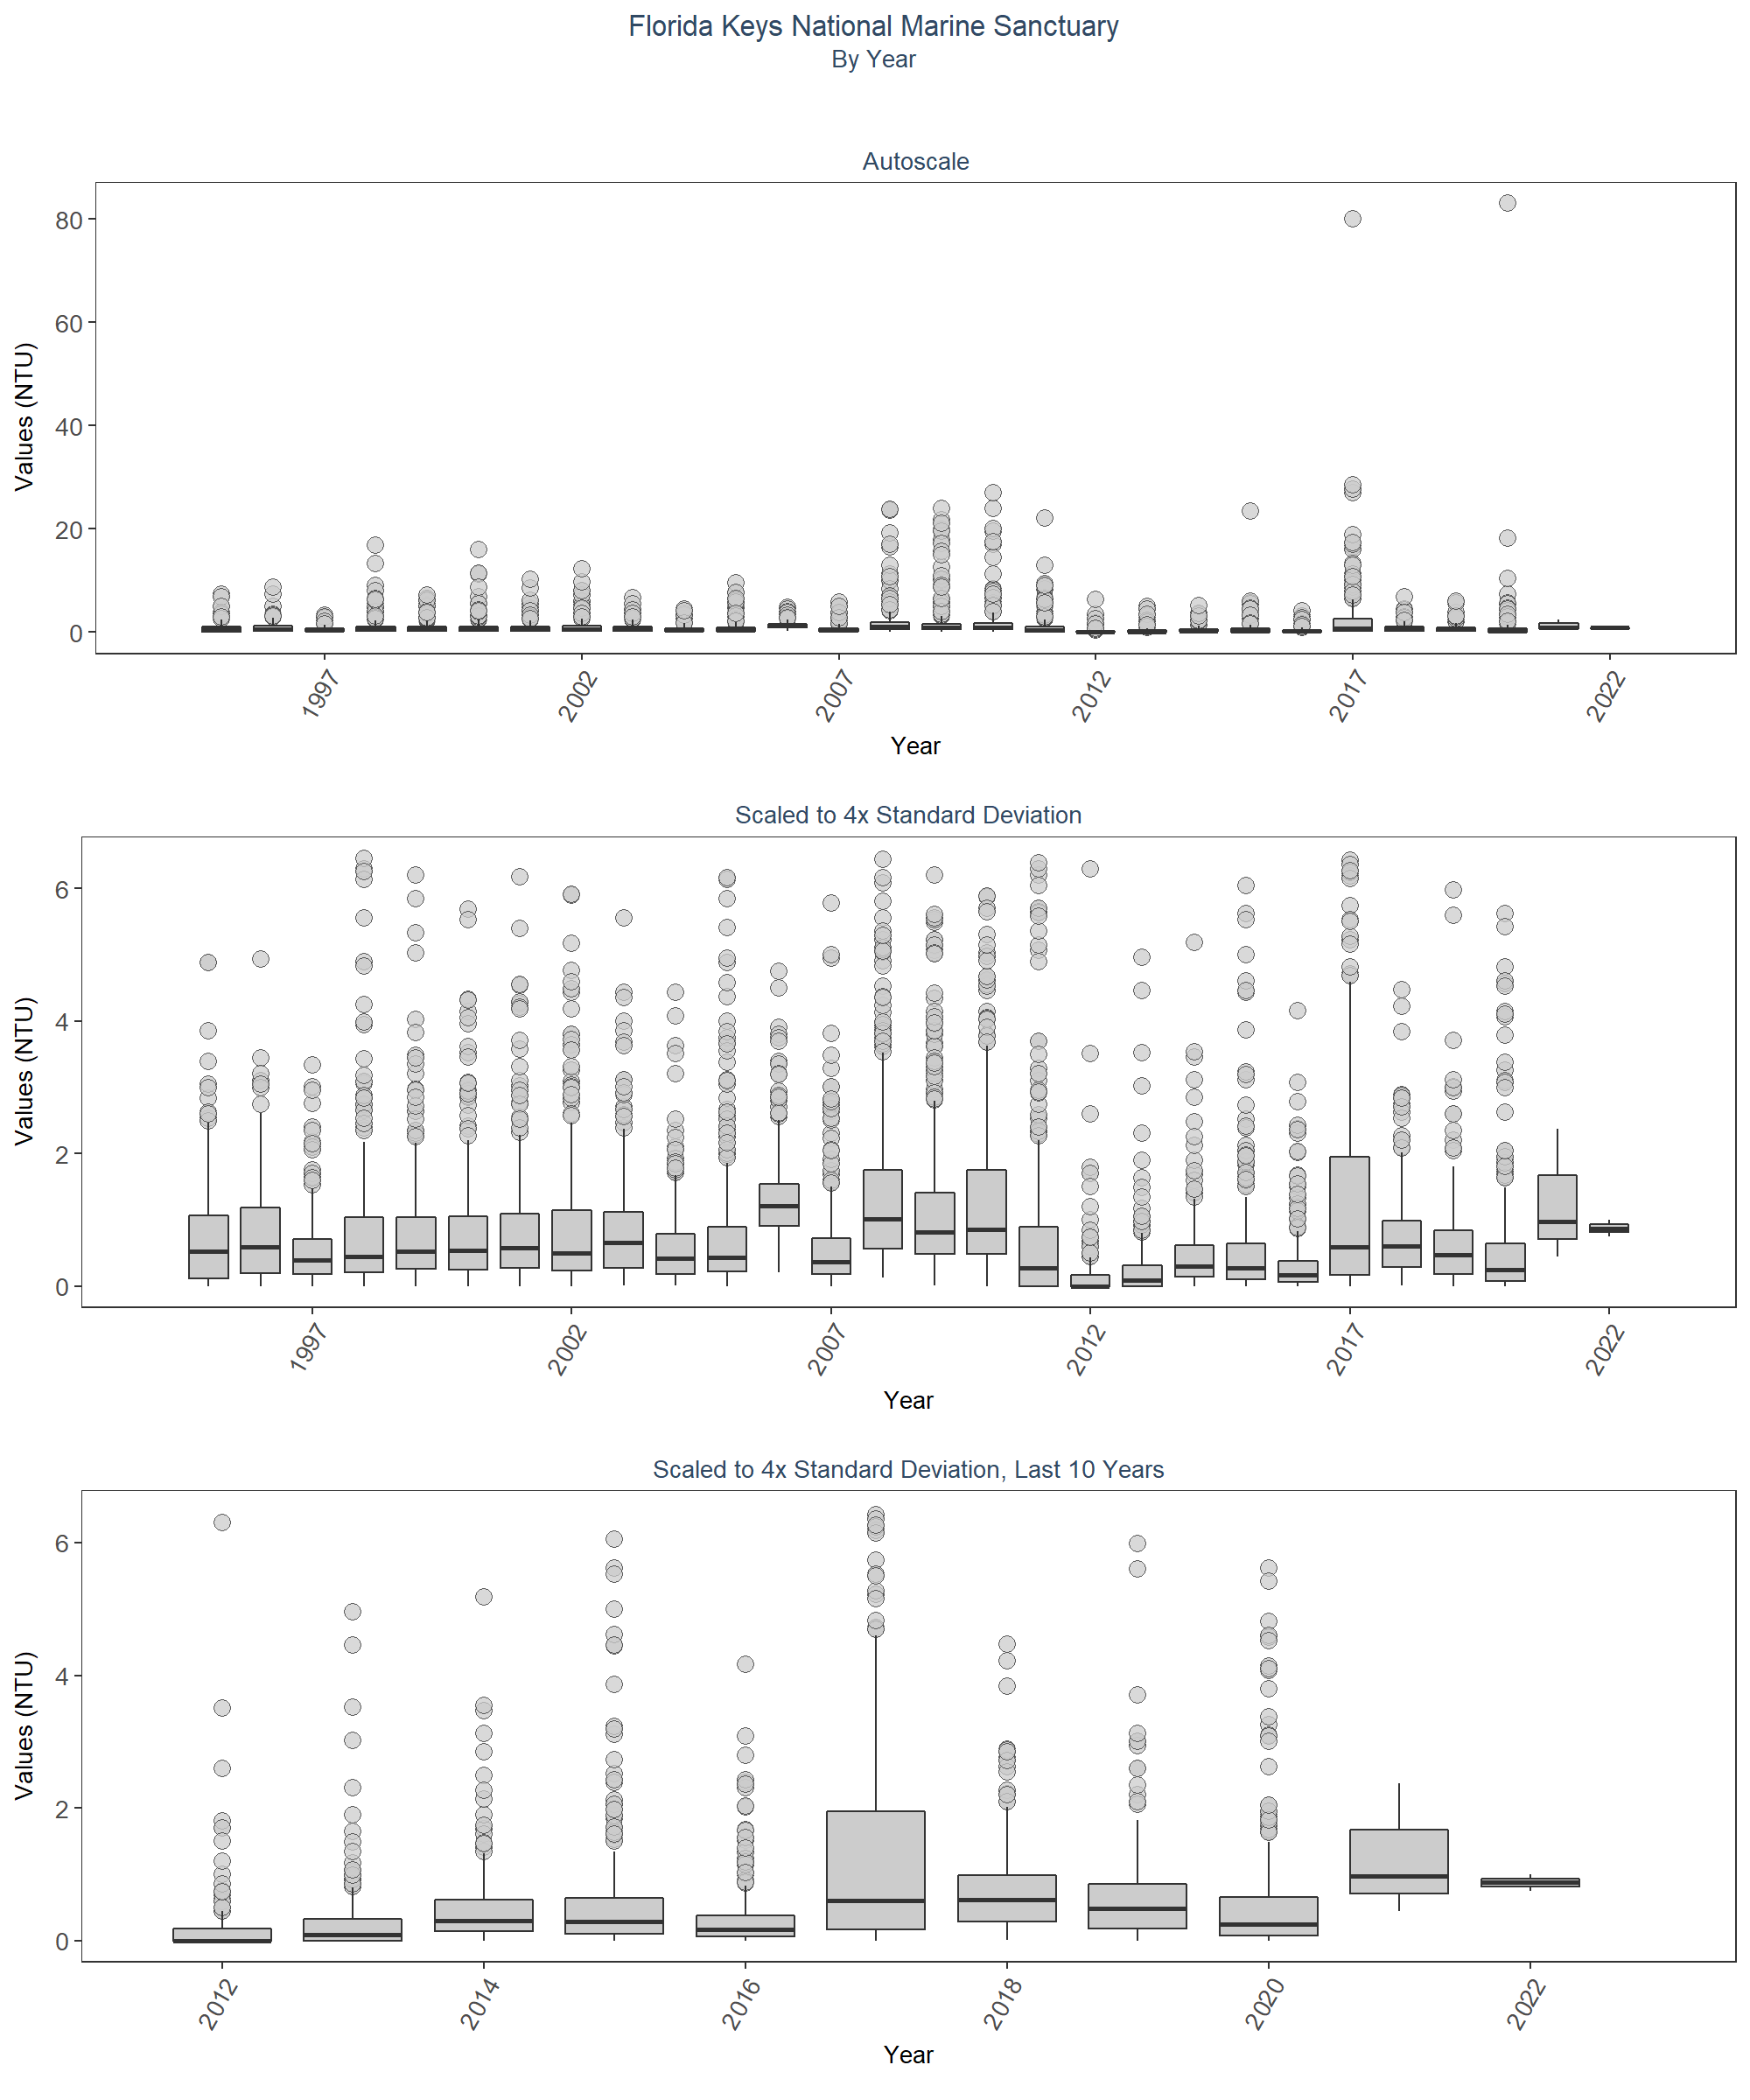 Florida Keys National Marine Sanctuary
By Year
Autoscale
Values (NTU)
80
60
40
20
0
1997 2002 2007 2012 2017 2022
Year
Scaled to 4x Standard Deviation
Values (NTU)
6
4
2
0
1997 2002 2007 2012 2017 2022
Year
Scaled to 4x Standard Deviation, Last 10 Years
Values (NTU)
6
4
2
0
2012 2014 2016 2018 2020 2022
Year